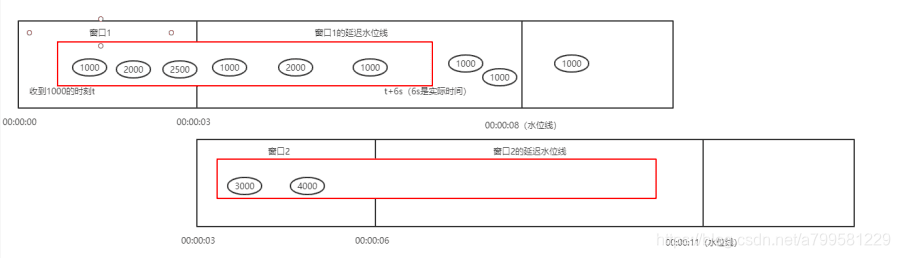 窗口1
窗口1的延迟水位线
1000
2000
2500
1000
2000
1000
1000
1000
1000
收到1000的时刻t
t+6s（6s是实际时间）
00:00:00
00:00:03
00:00:08（水位线）
窗口2
窗口2的延迟水位线
3000
4000
00:00:03
00:00:06
00:00:11（水位线）
https://blog.csdn.net/a799581229